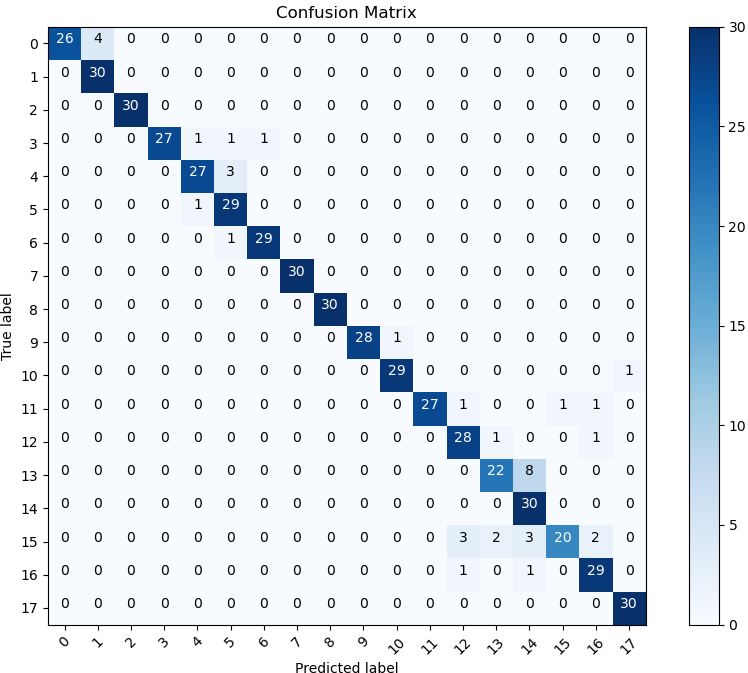 Confusion Matrix
0 26 4 0 0 0 0 0 0 0 0 0 0 0 0 0 0 0 0
1 0 30 0 0 0 0 0 0 0 0 0 0 0 0 0 0 0 0
2 0 0 30 0 0 0 0 0 0 0 0 0 0 0 0 0 0 0
3 0 0 0 27 1 1 1 0 0 0 0 0 0 0 0 0 0 0
4 0 0 0 0 27 3 0 0 0 0 0 0 0 0 0 0 0 0
5 0 0 0 0 1 29 0 0 0 0 0 0 0 0 0 0 0 0
6 0 0 0 0 0 1 29 0 0 0 0 0 0 0 0 0 0 0
7 0 0 0 0 0 0 0 30 0 0 0 0 0 0 0 0 0 0
8 0 0 0 0 0 0 0 0 30 0 0 0 0 0 0 0 0 0
9 0 0 0 0 0 0 0 0 0 28 1 0 0 0 0 0 0 0
10 0 0 0 0 0 0 0 0 0 0 29 0 0 0 0 0 0 1
11 0 0 0 0 0 0 0 0 0 0 0 27 1 0 0 1 1 0
12 0 0 0 0 0 0 0 0 0 0 0 0 28 1 0 0 1 0
13 0 0 0 0 0 0 0 0 0 0 0 0 0 22 8 0 0 0
14 0 0 0 0 0 0 0 0 0 0 0 0 0 0 30 0 0 0
15 0 0 0 0 0 0 0 0 0 0 0 0 3 2 3 20 2 0
16 0 0 0 0 0 0 0 0 0 0 0 0 1 0 1 0 29 0
17 0 0 0 0 0 0 0 0 0 0 0 0 0 0 0 0 0 30
0 1 2 3 4 5 6 7 8 9 10 11 12 13 14 15 16 17
Predicted label
True label
30
25
20
15
10
5
0